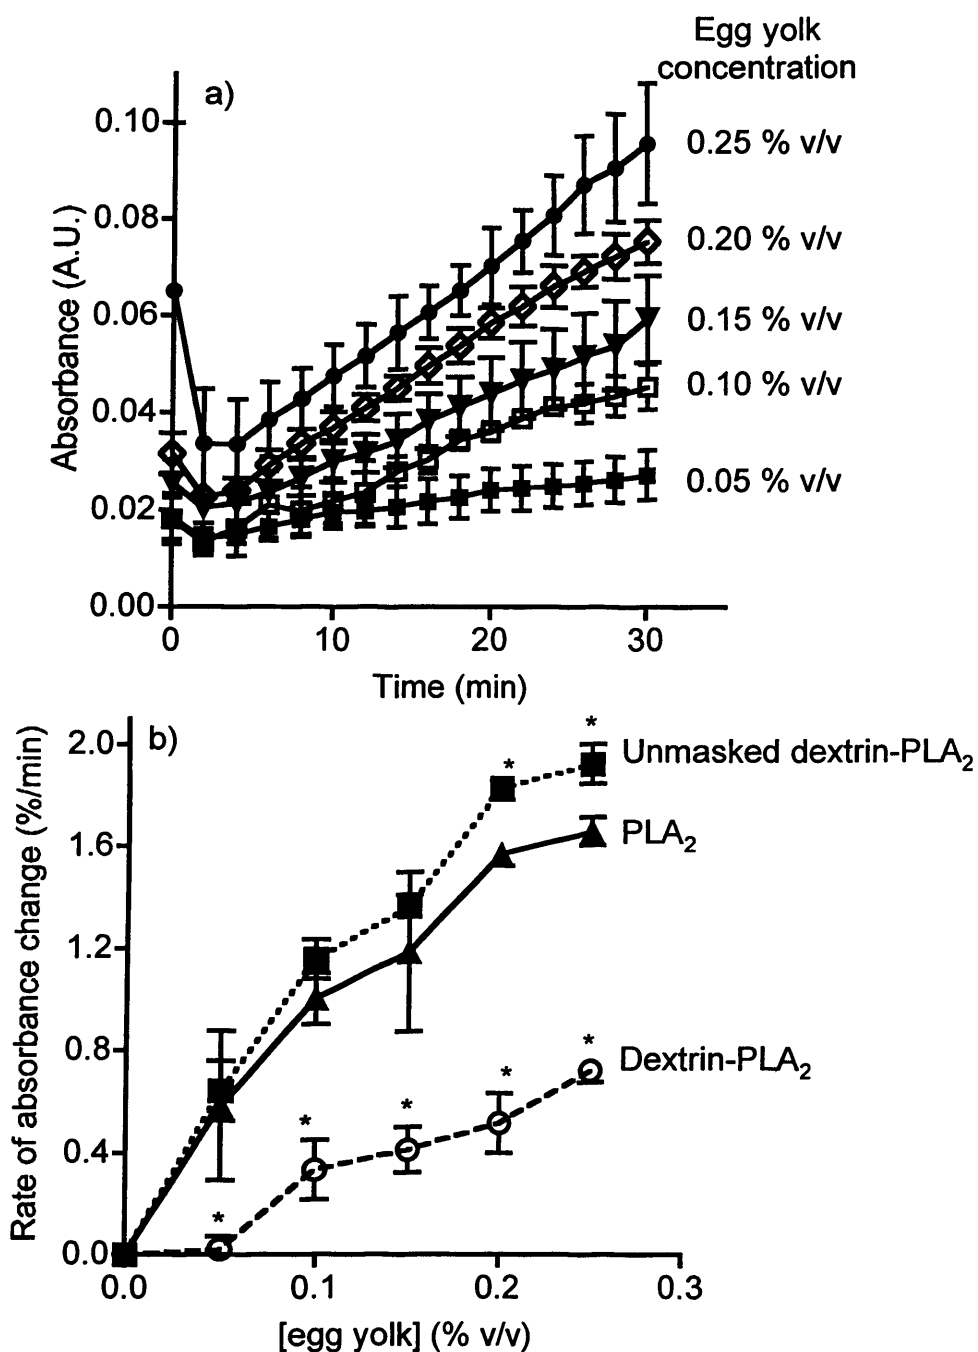 Egg yolk
concentration
a)
0.10
0.25 % v/v
0.08
0.20 % v/v
0.06
0.15 % v/v
0.10 % v/v
0.04
0.05 % v/v
0.02
0.00
0
10
20
30
Absorbance (A.U.)
Time (min)
b)
2.0
Unmasked dextrin-PLA₂
PLA₂
1.6
1.2
0.8
Dextrin-PLA₂
0.4
0.0
0.0
0.1
0.2
0.3
Rate of absorbance change (%/min)
[egg yolk] (% v/v)
*
*
*
*
*
*
*